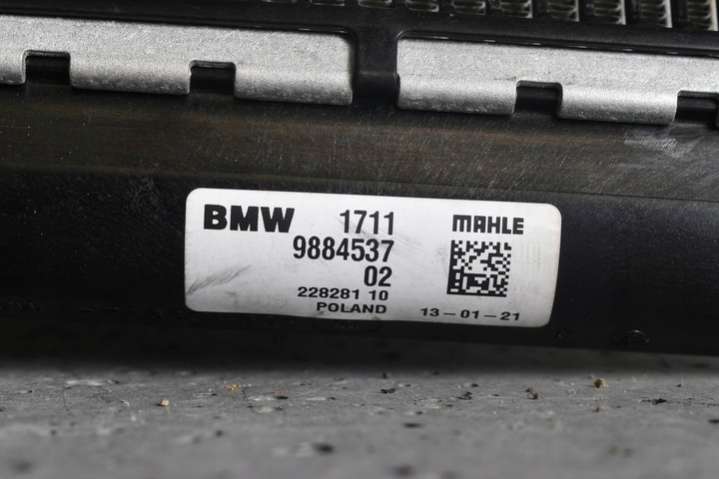 BMW 1711 MAHLE
9884537
02
228281 10
POLAND 13-01-21